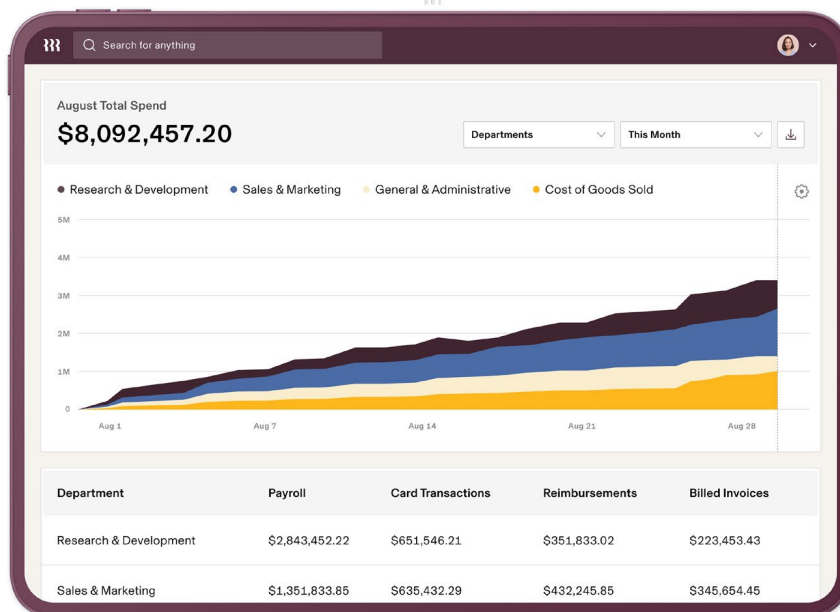 Search for anything
August Total Spend
$8,092,457.20
Departments
This Month
Research & Development
Sales & Marketing
General & Administrative
Cost of Goods Sold
5M
4M
3M
2M
1M
0
Aug 1
Aug 7
Aug 14
Aug 21
Aug 28
Department Payroll Card Transactions Reimbursements Billed Invoices
Research & Development $2,843,452.22 $651,546.21 $351,833.02 $223,453.43
Sales & Marketing $1,351,833.85 $635,432.29 $432,245.85 $345,654.45